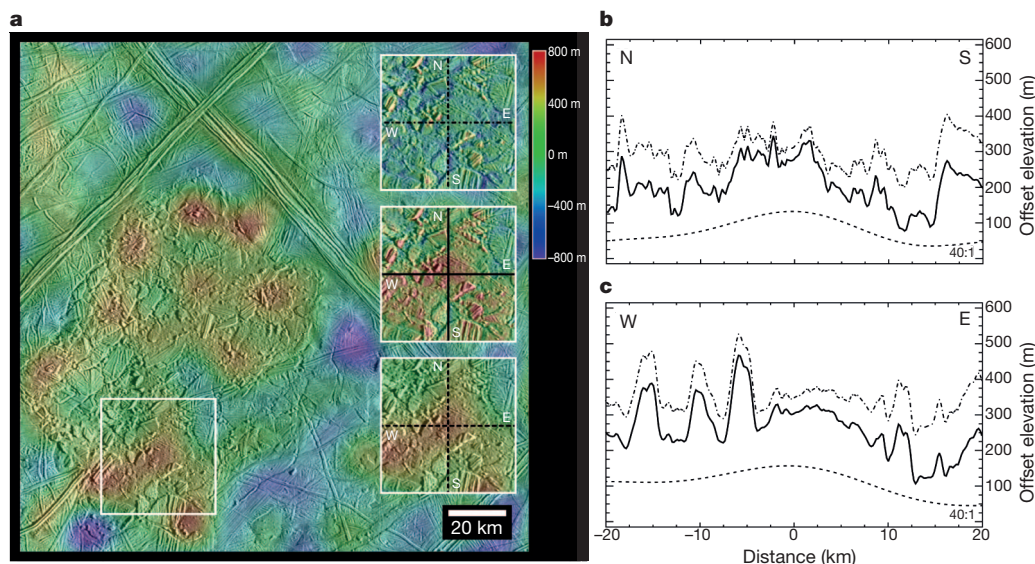 a
800 m
400 m
0 m
–400 m
–800 m
N
E
W
S
N
E
W
S
N
E
W
S
20 km
b
N
S
600
500
400
300
200
100
40:1
Offset elevation (m)
c
W
E
600
500
400
300
200
100
40:1
Offset elevation (m)
–20
–10
0
10
20
Distance (km)